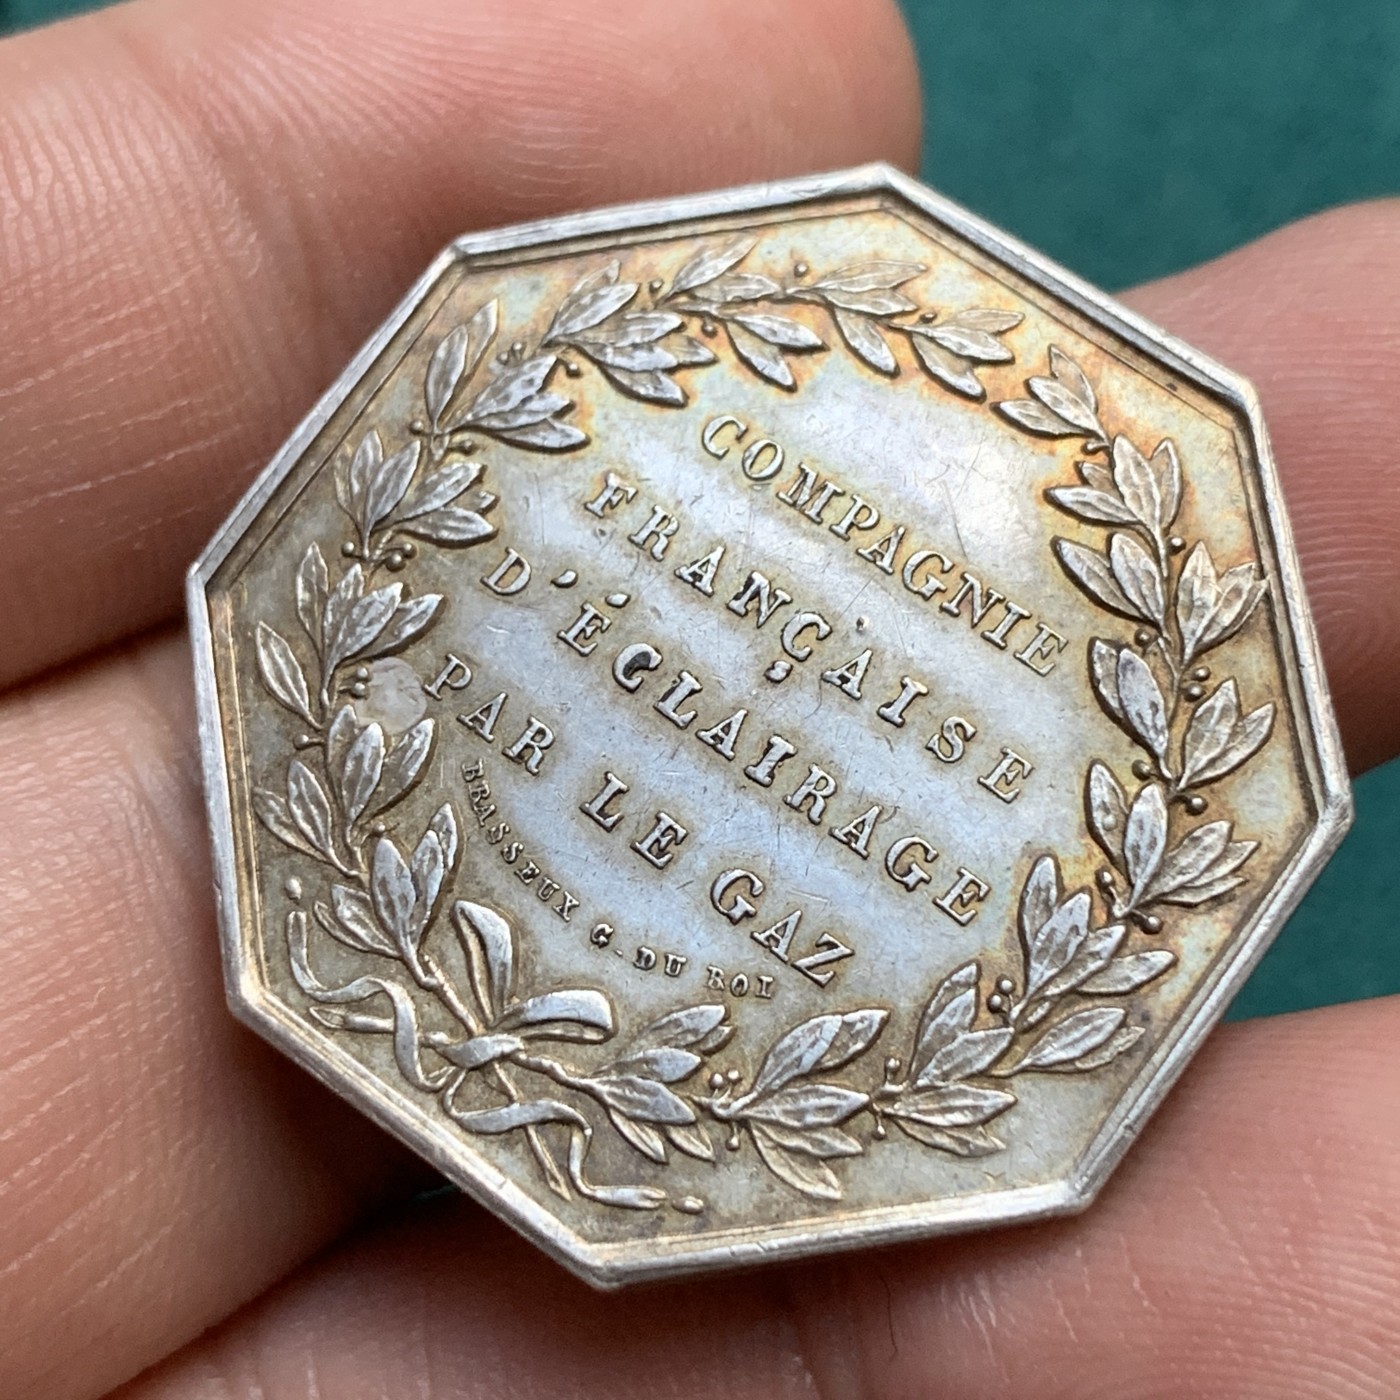 COMPAGNIE
FRANÇAISE
D'ÉCLAIRAGE
PAR LE GAZ
BRASSEUX G. DU ROI